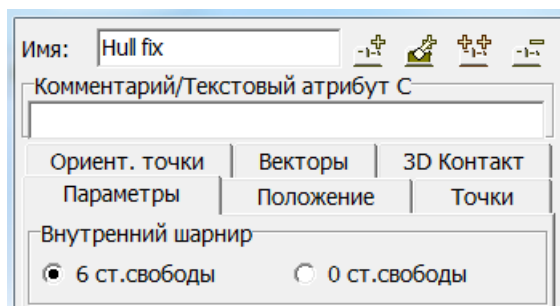 Имя: Hull fix
Комментарий/Текстовый атрибут C
Ориент. точки Векторы 3D Контакт
Параметры Положение Точки
Внутренний шарнир
6 ст.свободы 0 ст.свободы